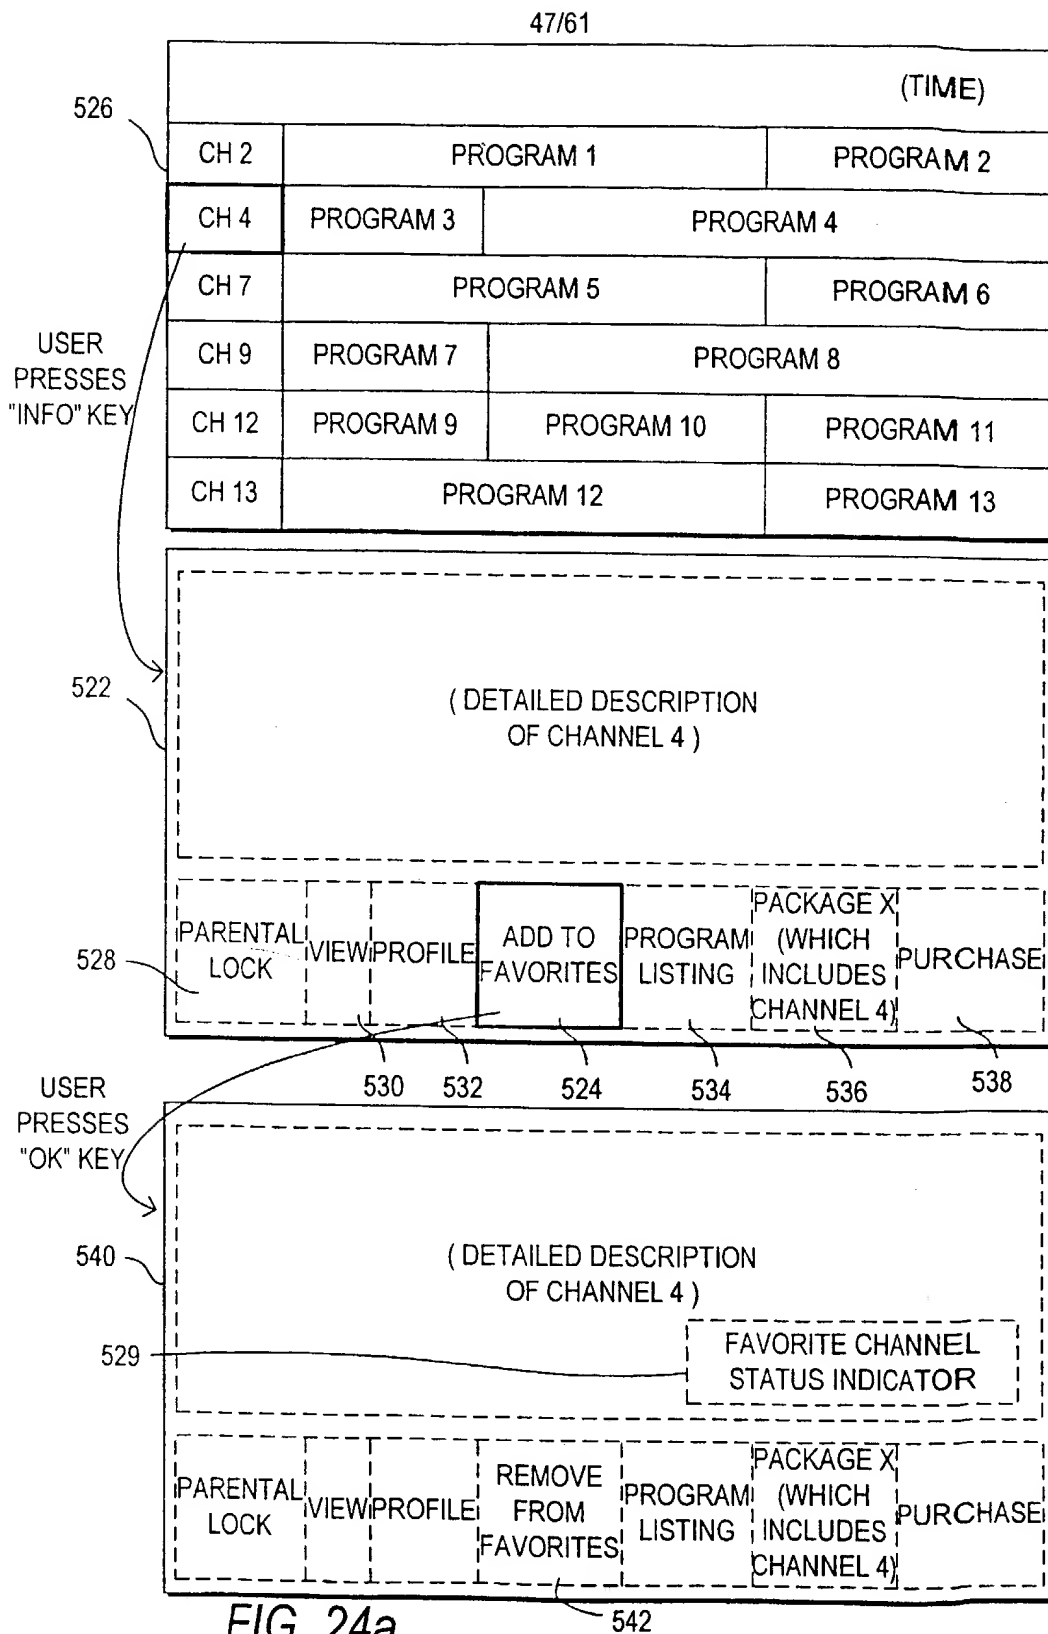 47/61
(TIME)
526
CH 2 PROGRAM 1 PROGRAM 2
CH 4 PROGRAM 3 PROGRAM 4
CH 7 PROGRAM 5 PROGRAM 6
CH 9 PROGRAM 7 PROGRAM 8
CH 12 PROGRAM 9 PROGRAM 10 PROGRAM 11
CH 13 PROGRAM 12 PROGRAM 13
USER
PRESSES
"INFO" KEY
522
( DETAILED DESCRIPTION
OF CHANNEL 4 )
PARENTAL
LOCK
VIEW
PROFILE
ADD TO
FAVORITES
PROGRAM
LISTING
PACKAGE X
(WHICH
INCLUDES
CHANNEL 4)
PURCHASE
528
530
532
524
534
536
538
USER
PRESSES
"OK" KEY
540
( DETAILED DESCRIPTION
OF CHANNEL 4 )
529
FAVORITE CHANNEL
STATUS INDICATOR
PARENTAL
LOCK
VIEW
PROFILE
REMOVE
FROM
FAVORITES
PROGRAM
LISTING
PACKAGE X
(WHICH
INCLUDES
CHANNEL 4)
PURCHASE
542
FIG. 24a